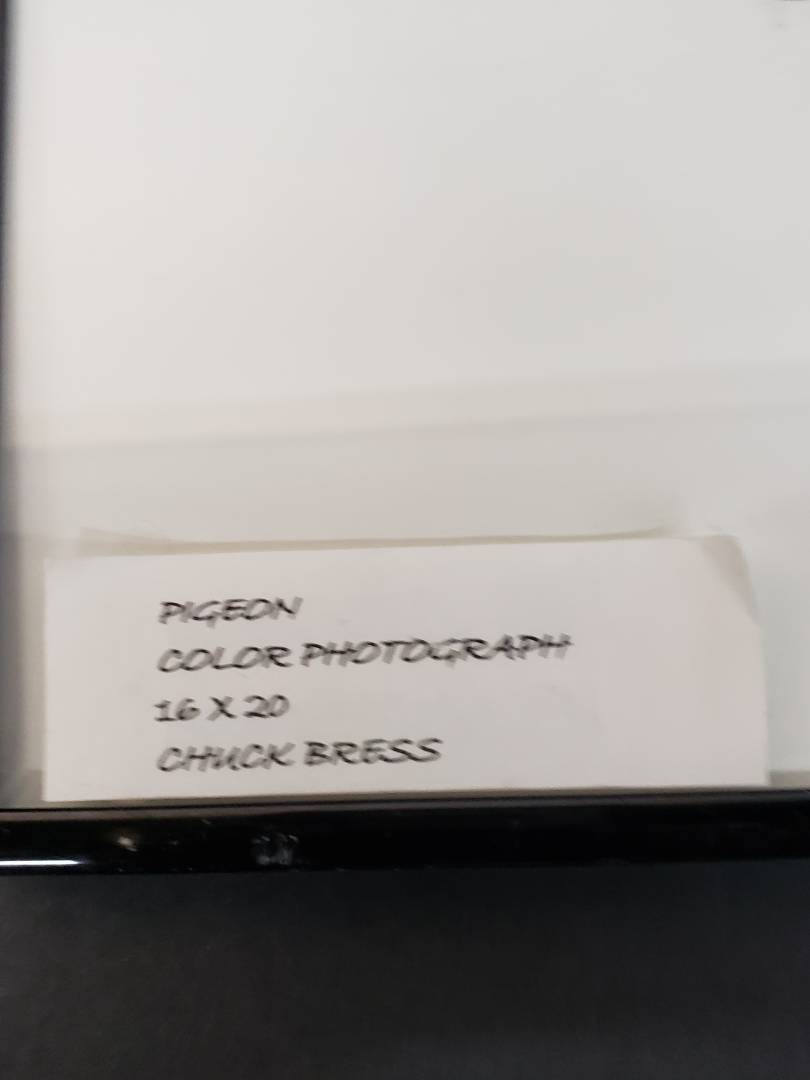 PIGEON
COLOR PHOTOGRAPH
16 X 20
CHUCK BRESS